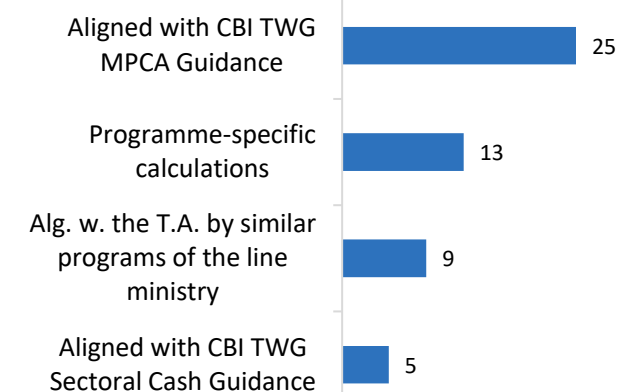 Aligned with CBI TWG
MPCA Guidance
25
Programme-specific
calculations
13
Alg. w. the T.A. by similar
programs of the line
ministry
9
Aligned with CBI TWG
Sectoral Cash Guidance
5